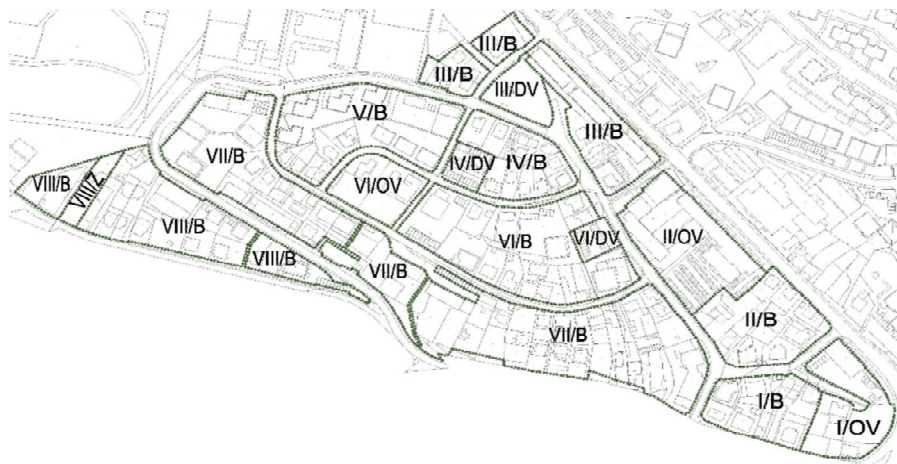 III/B
III/B
III/DV
V/B
III/B
VII/B
IV/DV
IV/B
VIII/B
VIII/Z
VI/OV
VIII/B
VI/B
VI/DV
II/OV
VIII/B
VII/B
II/B
VII/B
I/B
I/OV